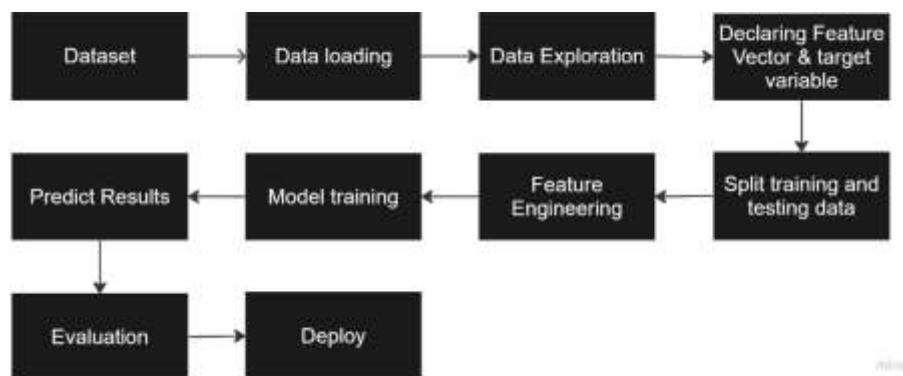 Dataset
Data loading
Data Exploration
Declaring Feature
Vector & target
variable
Split training and
testing data
Feature
Engineering
Model training
Predict Results
Evaluation
Deploy